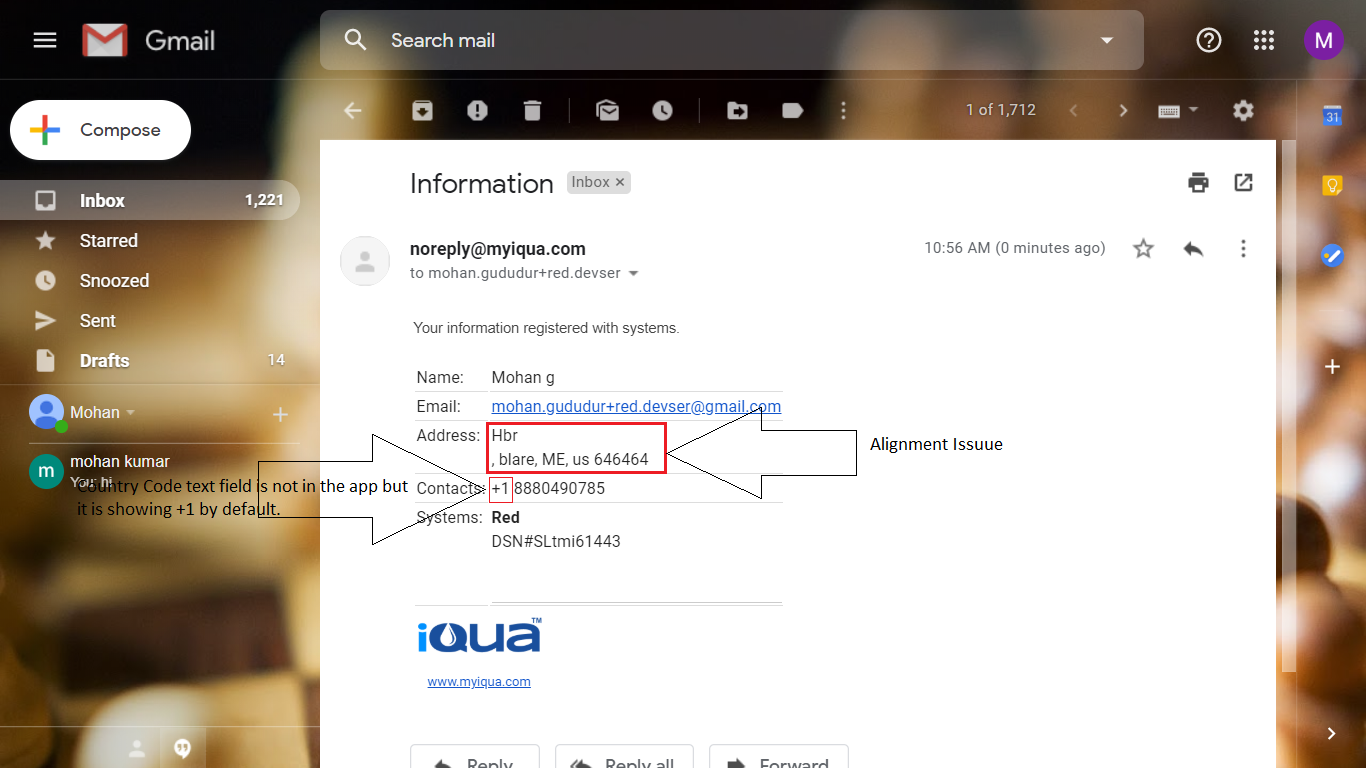 Gmail
Search mail
M
Compose
1 of 1,712
31
Inbox 1,221
Starred
Snoozed
Sent
Drafts 14
Mohan
m
mohan kumar
You: hi
Information
Inbox
noreply@myiqua.com
10:56 AM (0 minutes ago)
to mohan.gududur+red.devser
Your information registered with systems.
Name: Mohan g
Email: mohan.gududur+red.devser@gmail.com
Address: Hbr
, blare, ME, us 646464
Alignment Issuue
Contacts: +1 8880490785
Country Code text field is not in the app but
it is showing +1 by default.
Systems: Red
DSN#SLtmi61443
iQua™
www.myiqua.com
Reply
Reply all
Forward